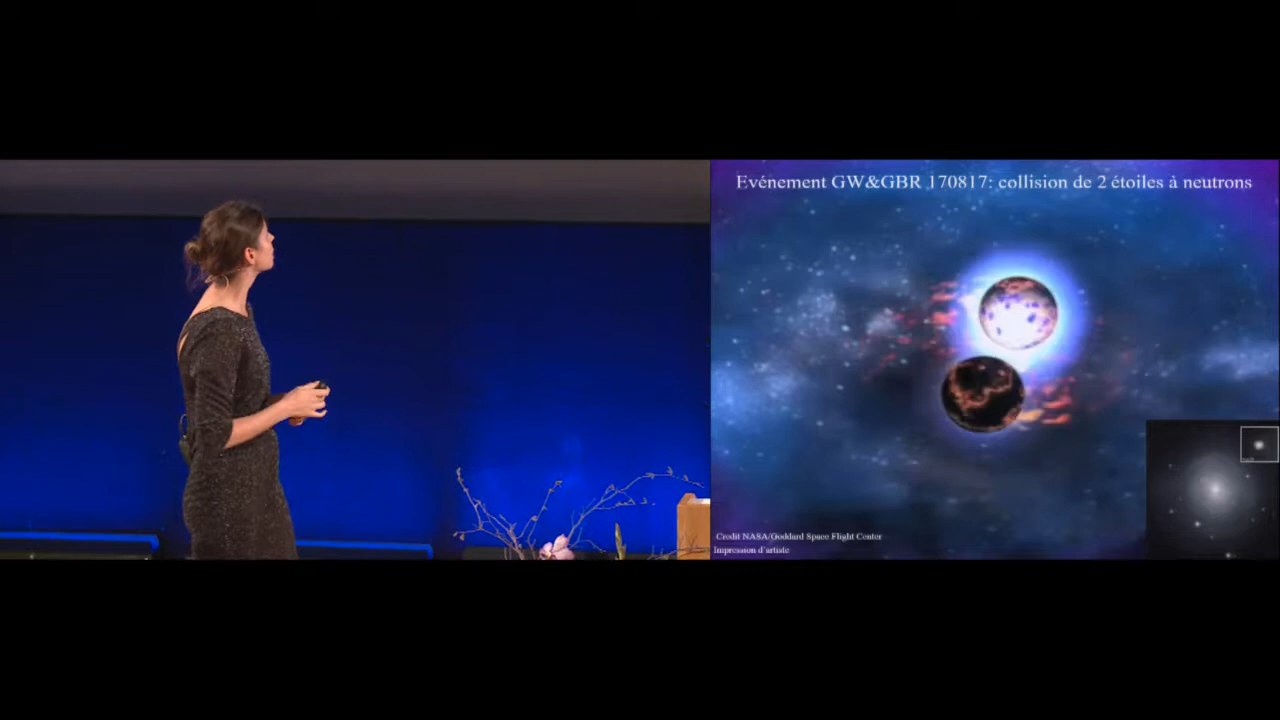 Evénement GW&GBR 170817: collision de 2 étoiles à neutrons
Credit NASA/Goddard Space Flight Center
Impression d'artiste